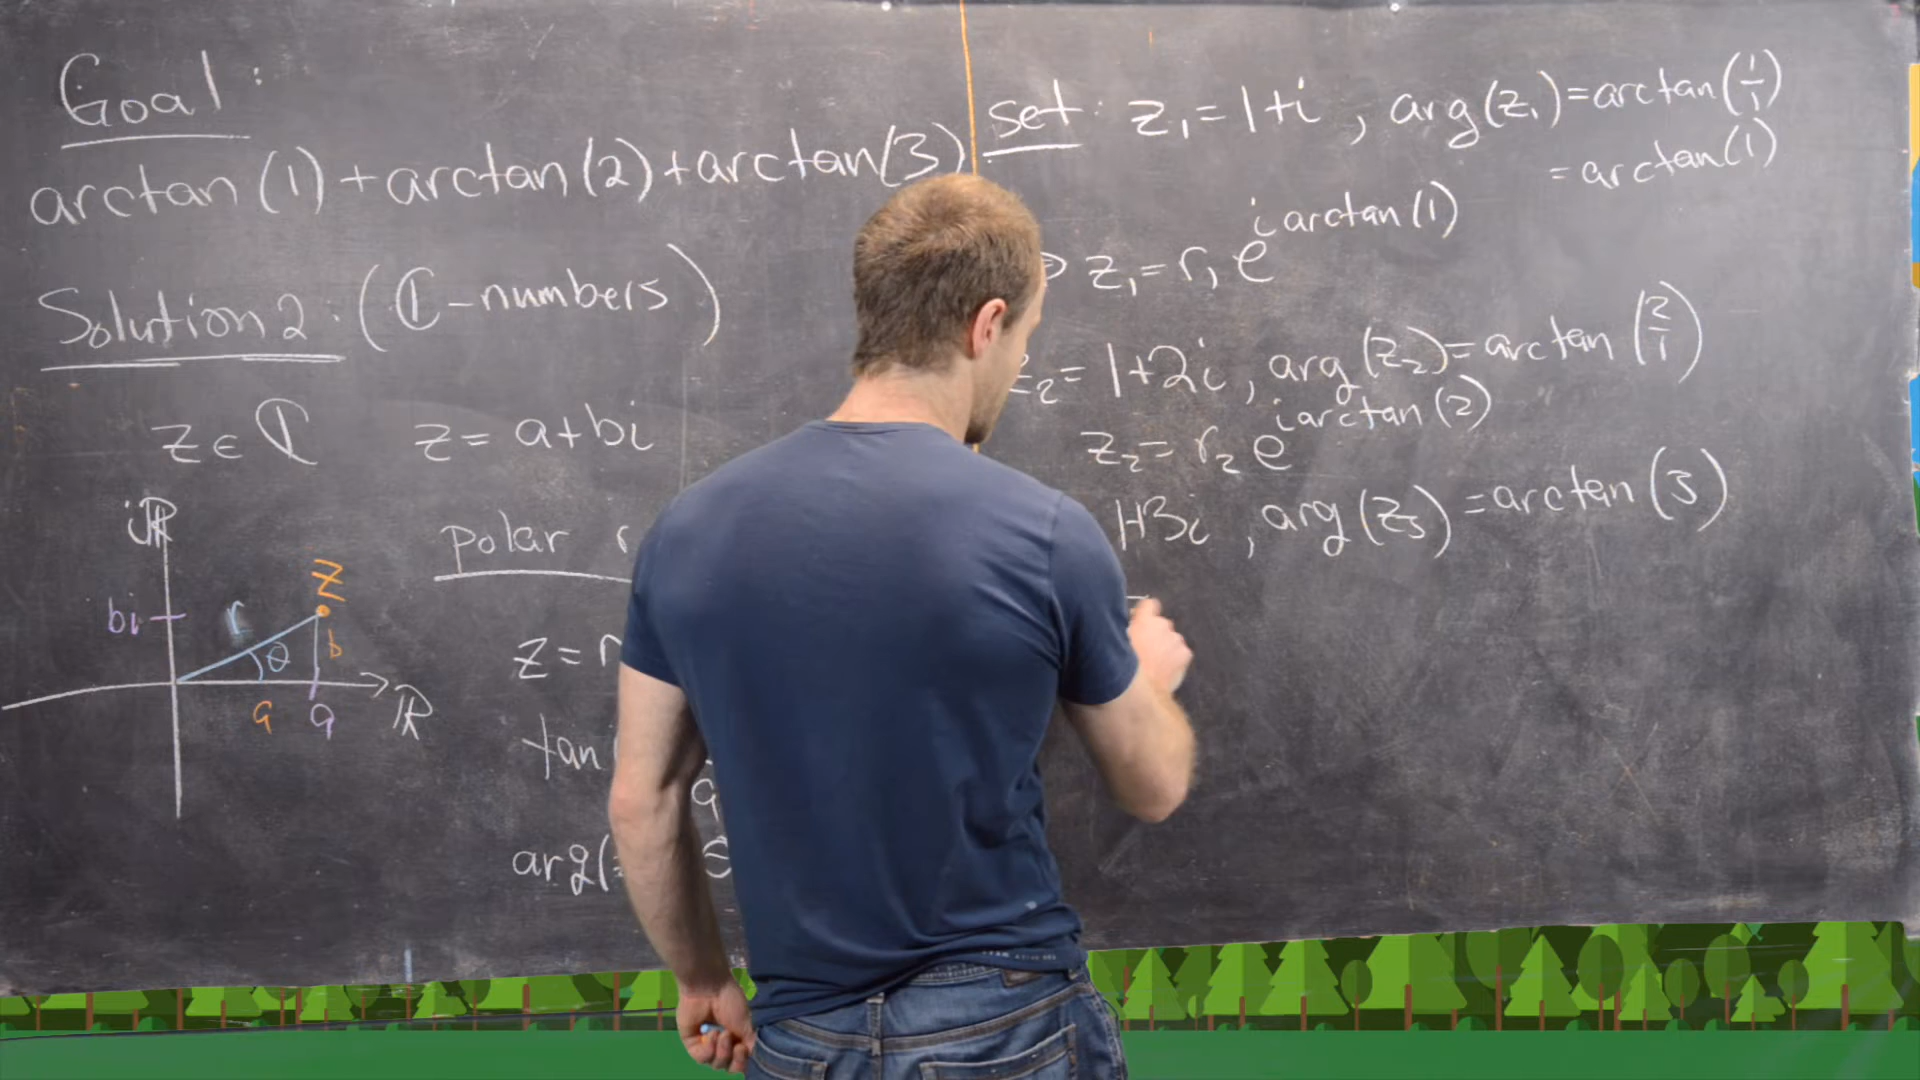 Goal:
arctan(1)+arctan(2)+arctan(3)
Solution 2: (ℂ-numbers)
z∈ℂ z=a+bi
iℝ
bi
r
θ
z
b
a
a
ℝ
polar
z=r
tan
a
arg( θ
set: z₁=1+i, arg(z₁)=arctan(1/1)
=arctan(1)
⇒ z₁=r₁e^{i arctan(1)}
z₂=1+2i, arg(z₂)=arctan(2/1)
z₂=r₂e^{i arctan(2)}
1+3i, arg(z₃)=arctan(3)